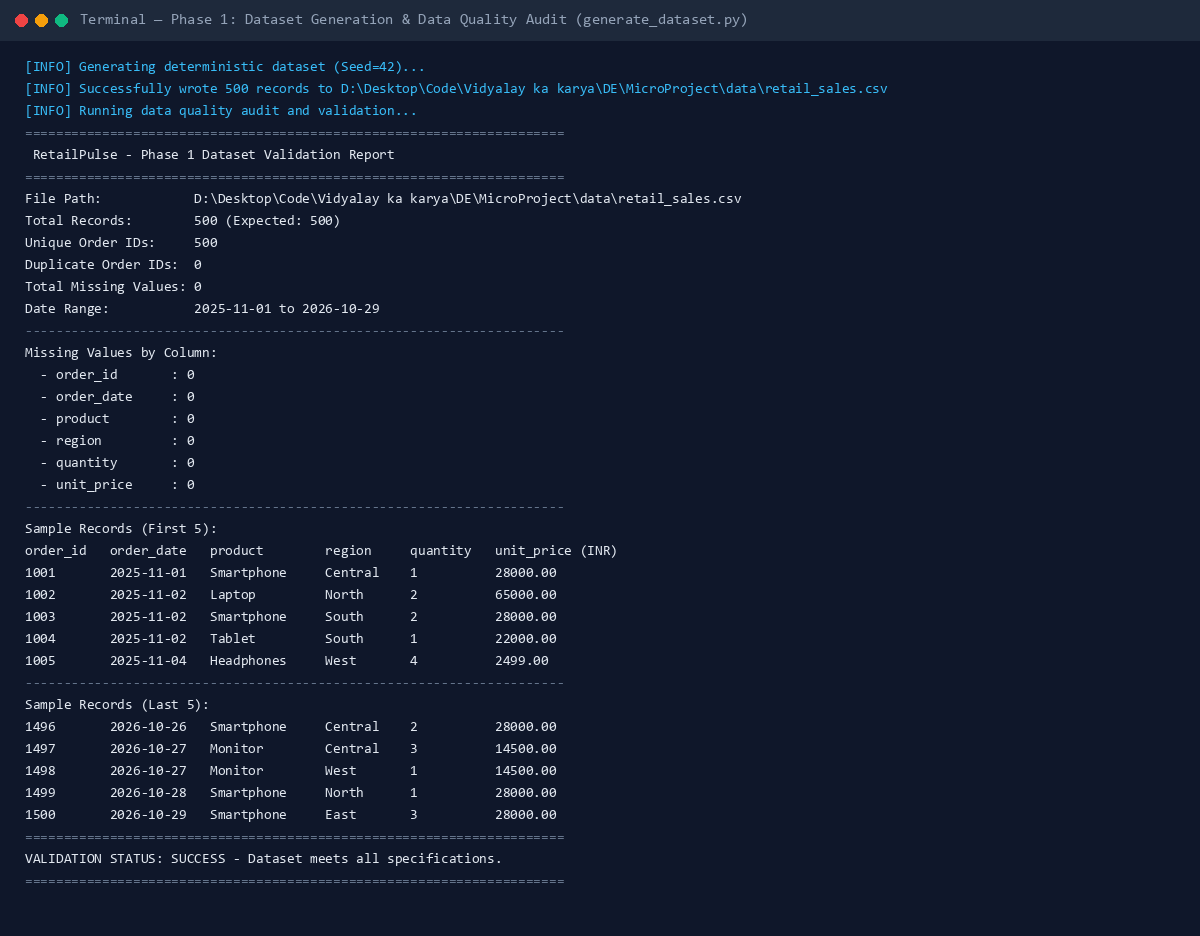 Terminal — Phase 1: Dataset Generation & Data Quality Audit (generate_dataset.py)
[INFO] Generating deterministic dataset (Seed=42)...
[INFO] Successfully wrote 500 records to D:\Desktop\Code\Vidyalay ka karya\DE\MicroProject\data\retail_sales.csv
[INFO] Running data quality audit and validation...
======================================================================
RetailPulse - Phase 1 Dataset Validation Report
======================================================================
File Path:            D:\Desktop\Code\Vidyalay ka karya\DE\MicroProject\data\retail_sales.csv
Total Records:        500 (Expected: 500)
Unique Order IDs:     500
Duplicate Order IDs:  0
Total Missing Values: 0
Date Range:           2025-11-01 to 2026-10-29
----------------------------------------------------------------------
Missing Values by Column:
  - order_id       : 0
  - order_date     : 0
  - product        : 0
  - region         : 0
  - quantity       : 0
  - unit_price     : 0
----------------------------------------------------------------------
Sample Records (First 5):
order_id   order_date   product        region     quantity   unit_price (INR)
1001       2025-11-01   Smartphone     Central    1          28000.00
1002       2025-11-02   Laptop         North      2          65000.00
1003       2025-11-02   Smartphone     South      2          28000.00
1004       2025-11-02   Tablet         South      1          22000.00
1005       2025-11-04   Headphones     West       4          2499.00
----------------------------------------------------------------------
Sample Records (Last 5):
1496       2026-10-26   Smartphone     Central    2          28000.00
1497       2026-10-27   Monitor        Central    3          14500.00
1498       2026-10-27   Monitor        West       1          14500.00
1499       2026-10-28   Smartphone     North      1          28000.00
1500       2026-10-29   Smartphone     East       3          28000.00
======================================================================
VALIDATION STATUS: SUCCESS - Dataset meets all specifications.
======================================================================